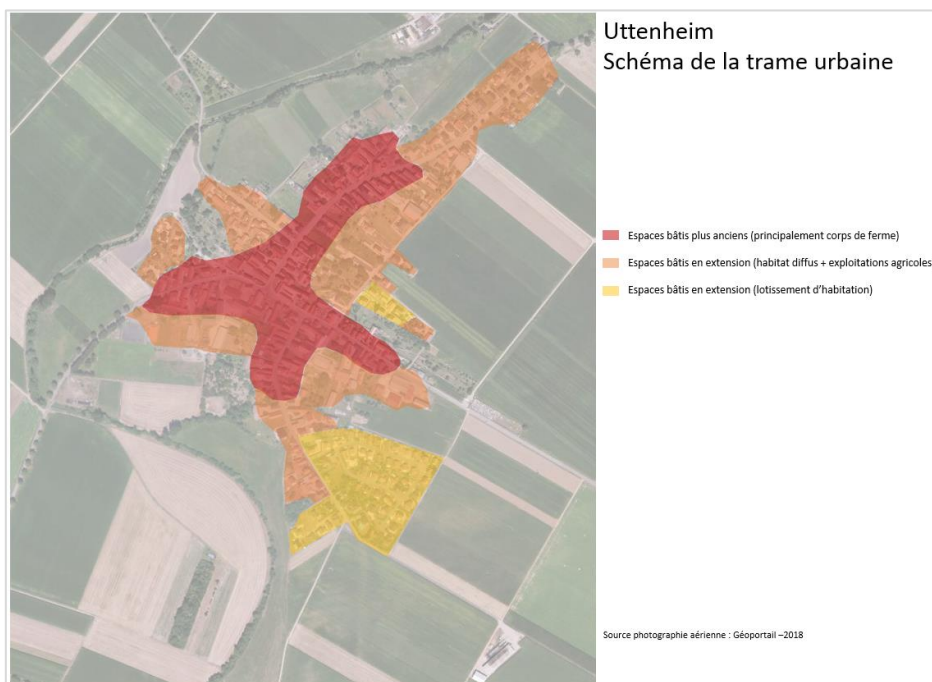 Uttenheim
Schéma de la trame urbaine
Espaces bâtis plus anciens (principalement corps de ferme)
Espaces bâtis en extension (habitat diffus + exploitations agricoles
Espaces bâtis en extension (lotissement d'habitation)
Source photographie aérienne : Géoportail –2018